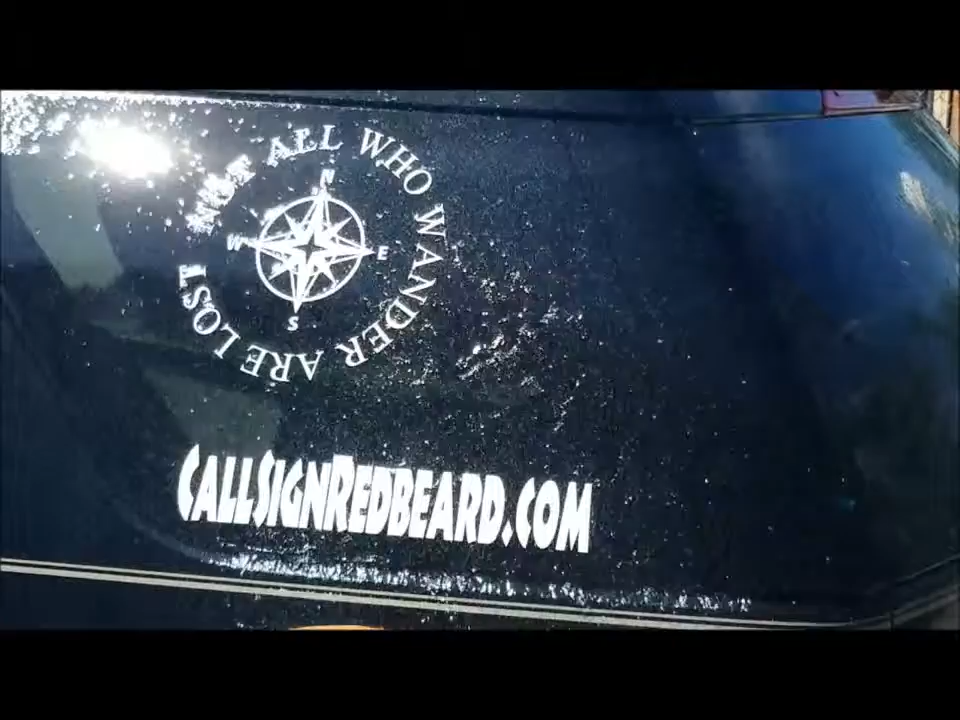 NOT ALL WHO WANDER ARE LOST
N
W E
S
CALLSIGNREDBEARD.COM